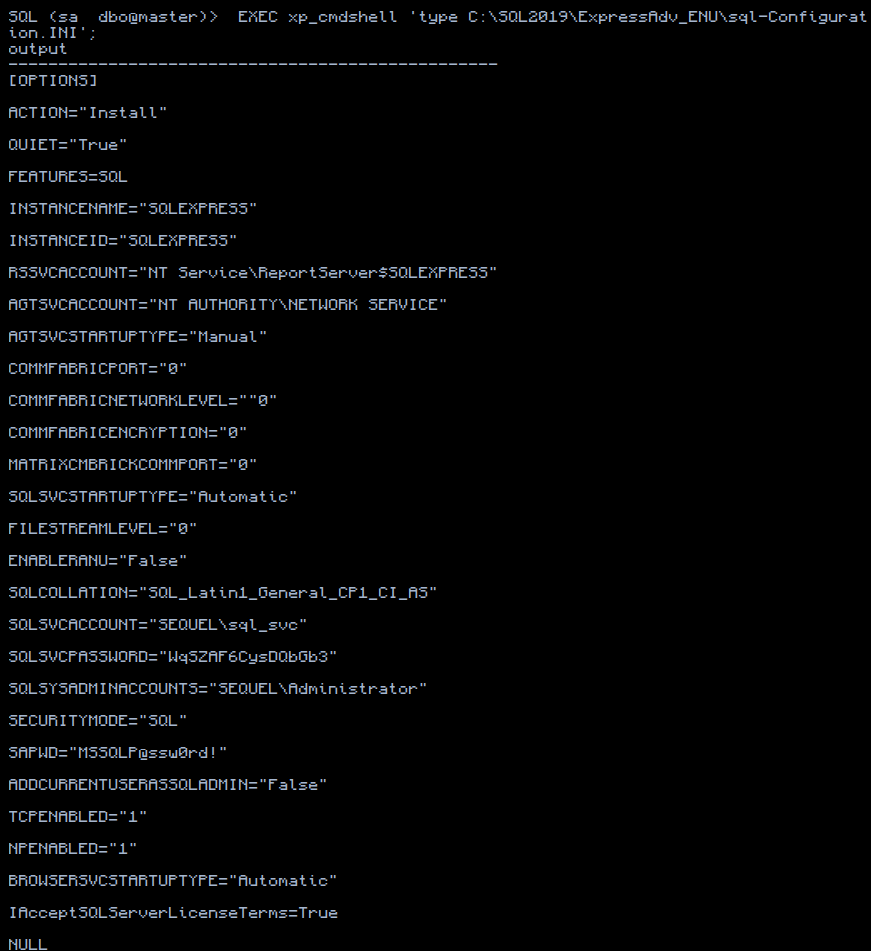 SQL (sa  dbo@master)>  EXEC xp_cmdshell 'type C:\SQL2019\ExpressAdv_ENU\sql-Configurat
ion.INI';
output
-------------------------------------------------
[OPTIONS]
ACTION="Install"
QUIET="True"
FEATURES=SQL
INSTANCENAME="SQLEXPRESS"
INSTANCEID="SQLEXPRESS"
RSSVCACCOUNT="NT Service\ReportServer$SQLEXPRESS"
AGTSVCACCOUNT="NT AUTHORITY\NETWORK SERVICE"
AGTSVCSTARTUPTYPE="Manual"
COMMFABRICPORT="0"
COMMFABRICNETWORKLEVEL=""0"
COMMFABRICENCRYPTION="0"
MATRIXCMBRICKCOMMPORT="0"
SQLSVCSTARTUPTYPE="Automatic"
FILESTREAMLEVEL="0"
ENABLERANU="False"
SQLCOLLATION="SQL_Latin1_General_CP1_CI_AS"
SQLSVCACCOUNT="SEQUEL\sql_svc"
SQLSVCPASSWORD="WqSZAF6CysDQbGb3"
SQLSYSADMINACCOUNTS="SEQUEL\Administrator"
SECURITYMODE="SQL"
SAPWD="MSSQLP@ssw0rd!"
ADDCURRENTUSERASSQLADMIN="False"
TCPENABLED="1"
NPENABLED="1"
BROWSERSVCSTARTUPTYPE="Automatic"
IAcceptSQLServerLicenseTerms=True
NULL